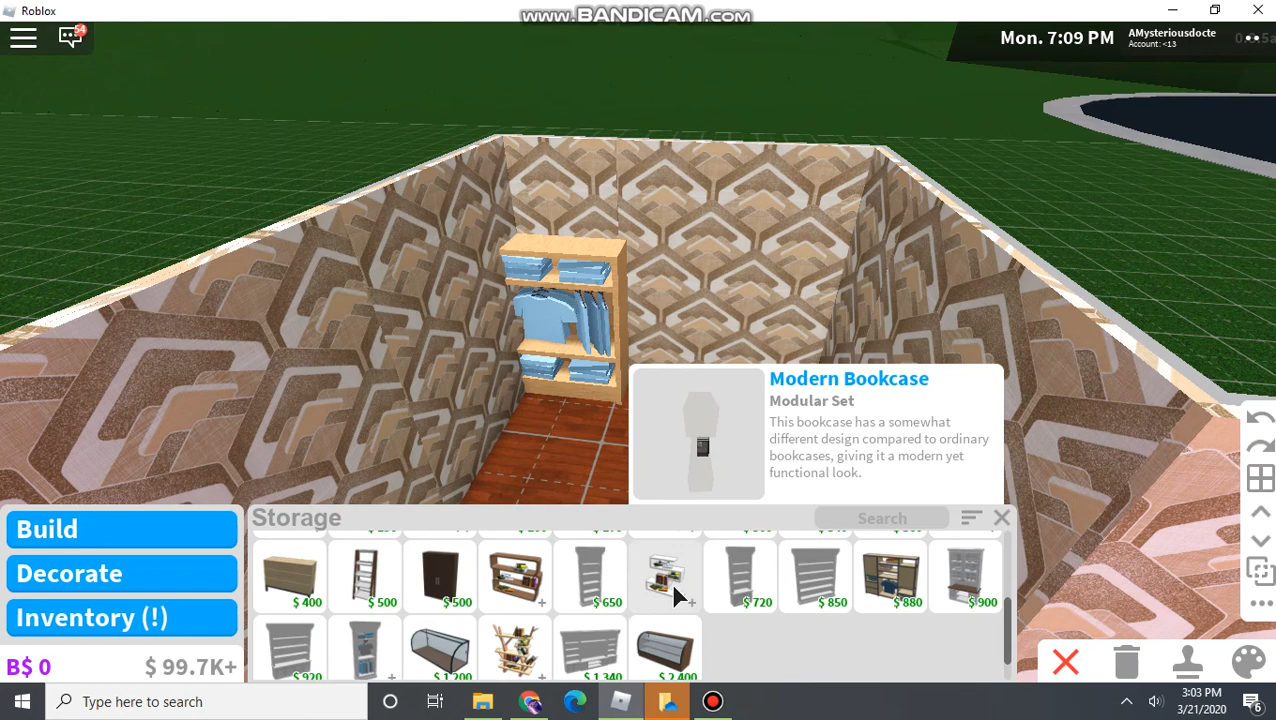 Roblox
www.BANDICAM.com
54
Mon. 7:09 PM
AMysteriousdocte
Account: <13
Modern Bookcase
Modular Set
This bookcase has a somewhat
different design compared to ordinary
bookcases, giving it a modern yet
functional look.
Build
Decorate
Inventory (!)
B$ 0
$ 99.7K+
Storage
Search
$ 400
$ 500
$ 500
$ 650
$ 720
$ 850
$ 880
$ 900
$ 920
$ 1,200
$ 1,340
$ 2,400
Type here to search
3:03 PM
3/21/2020
6